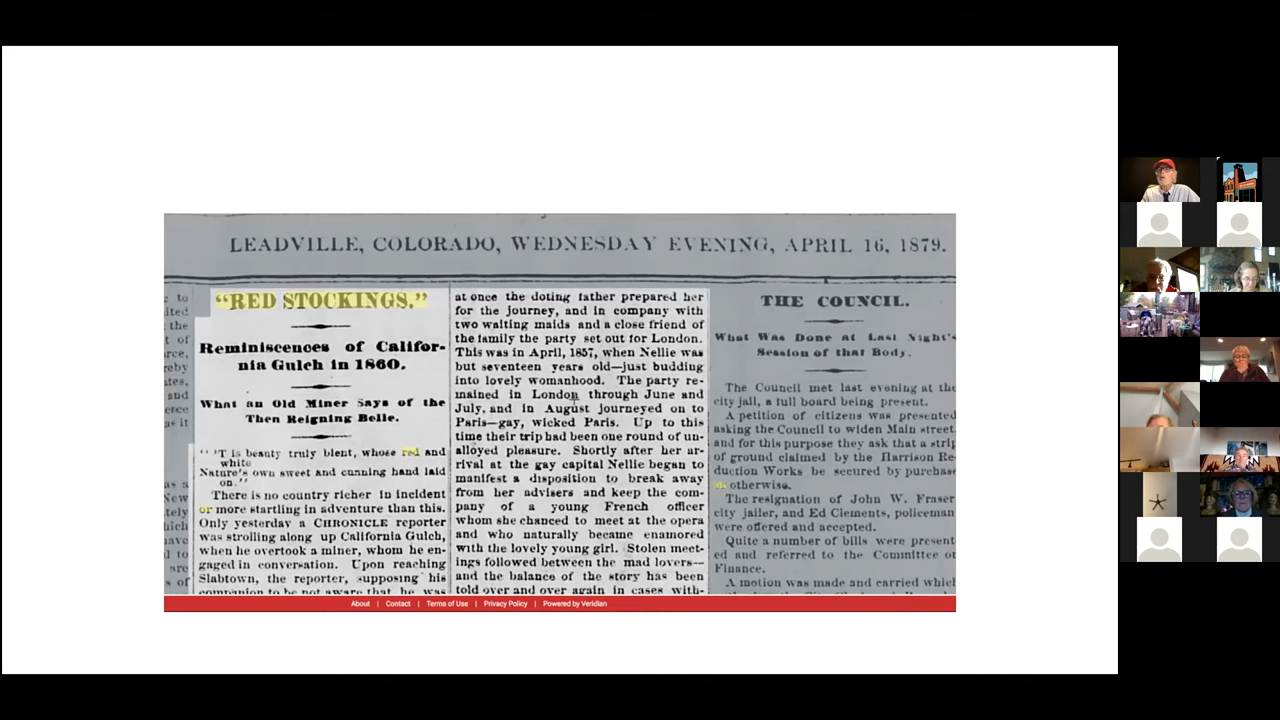 LEADVILLE, COLORADO, WEDNESDAY EVENING, APRIL 16, 1879.
to
the
of
and
"RED STOCKINGS."
Reminiscences of Califor-
nia Gulch in 1860.
What an Old Miner Says of the
Then Reigning Belle.
"'T is beauty truly blent, whose red and
white
Nature's own sweet and cunning hand laid
on."
There is no country richer in incident
or more startling in adventure than this.
Only yesterday a CHRONICLE reporter
was strolling along up California Gulch,
when he overtook a miner, whom he en-
gaged in conversation. Upon reaching
Slabtown, the reporter, supposing his
companion to be not aware that he was
at once the doting father prepared her
for the journey, and in company with
two waiting maids and a close friend of
the family the party set out for London.
This was in April, 1857, when Nellie was
but seventeen years old—just budding
into lovely womanhood. The party re-
mained in London through June and
July, and in August journeyed on to
Paris—gay, wicked Paris. Up to this
time their trip had been one round of un-
alloyed pleasure. Shortly after her ar-
rival at the gay capital Nellie began to
manifest a disposition to break away
from her advisers and keep the com-
pany of a young French officer
whom she chanced to meet at the opera
and who naturally became enamored
with the lovely young girl. Stolen meet-
ings followed between the mad lovers—
and the balance of the story has been
told over and over again in cases with-
THE COUNCIL.
What Was Done at Last Night's
Session of that Body.
The Council met last evening at the
city jail, a full board being present.
A petition of citizens was presented
asking the Council to widen Main street,
and for this purpose they ask that a strip
of ground claimed by the Harrison Re-
duction Works be secured by purchase
or otherwise.
The resignation of John W. Fraser
city jailer, and Ed Clements, policeman
were offered and accepted.
Quite a number of bills were present-
ed and referred to the Committee on
Finance.
A motion was made and carried which
About | Contact | Terms of Use | Privacy Policy | Powered by Veridian